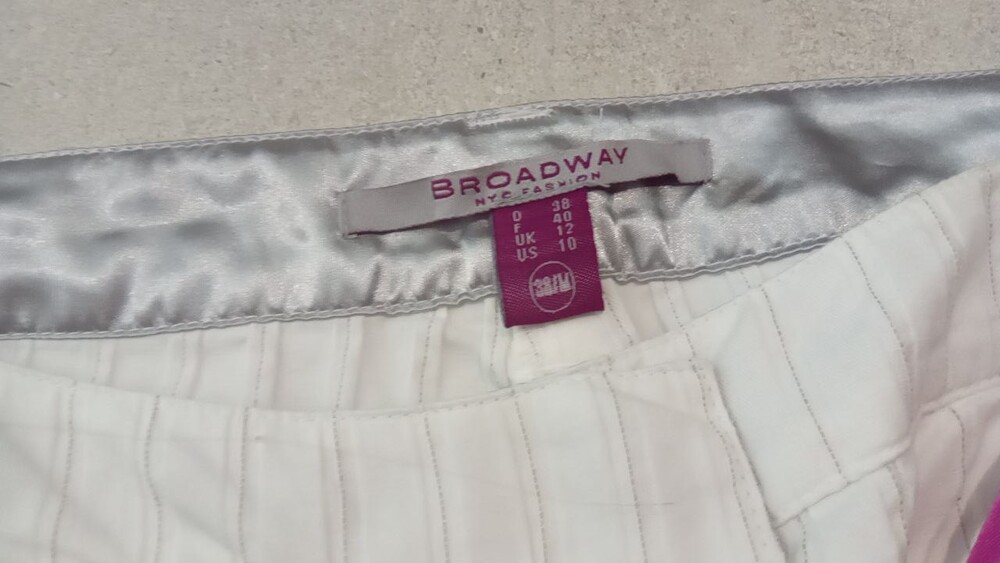 BROADWAY
NYC FASHION
D 38
F 40
UK 12
US 10
38/M